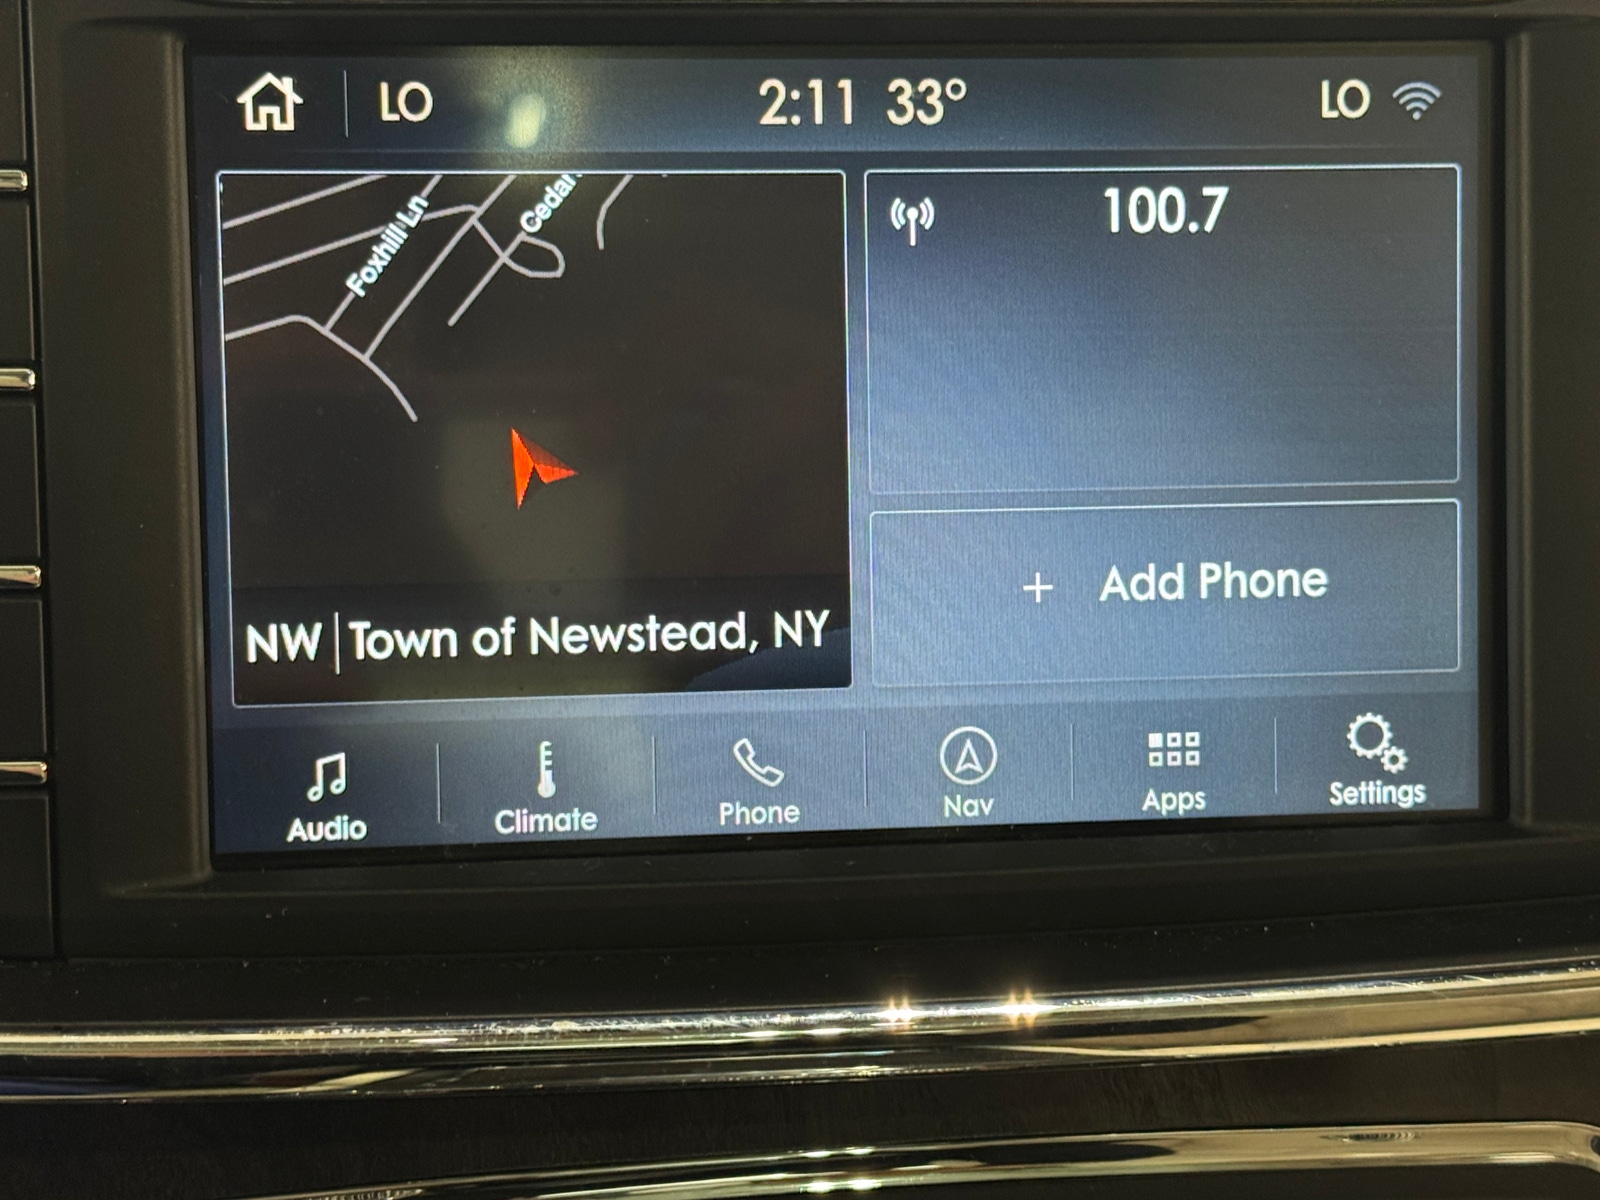 LO
2:11 33°
LO
Foxhill Ln
Cedar
NW | Town of Newstead, NY
100.7
+ Add Phone
Audio
Climate
Phone
Nav
Apps
Settings